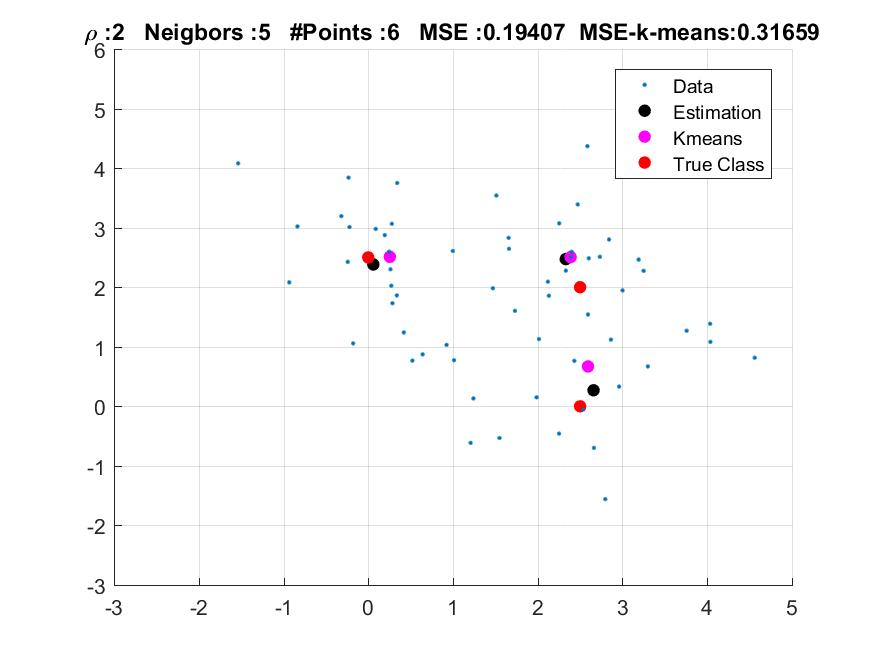 ρ :2 Neigbors :5 #Points :6 MSE :0.19407 MSE-k-means:0.31659
6
Data
Estimation
Kmeans
True Class
5
4
3
2
1
0
-1
-2
-3
-3 -2 -1 0 1 2 3 4 5